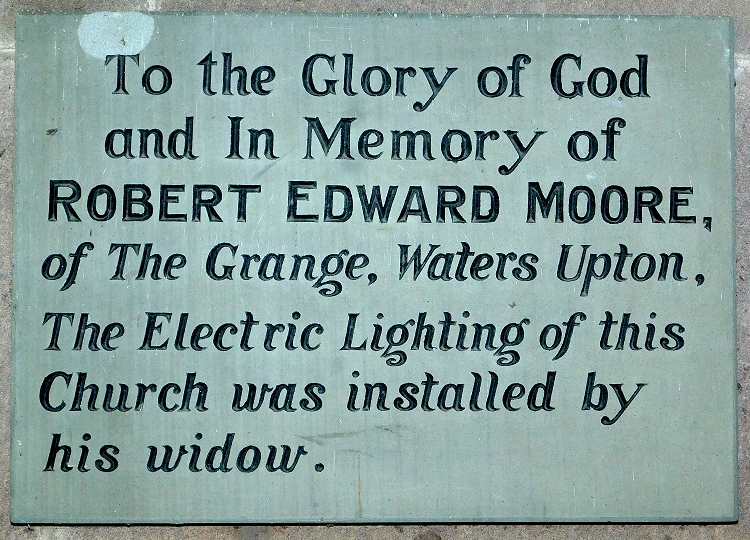 To the Glory of God
and In Memory of
ROBERT EDWARD MOORE,
of The Grange, Waters Upton,
The Electric Lighting of this
Church was installed by
his widow.